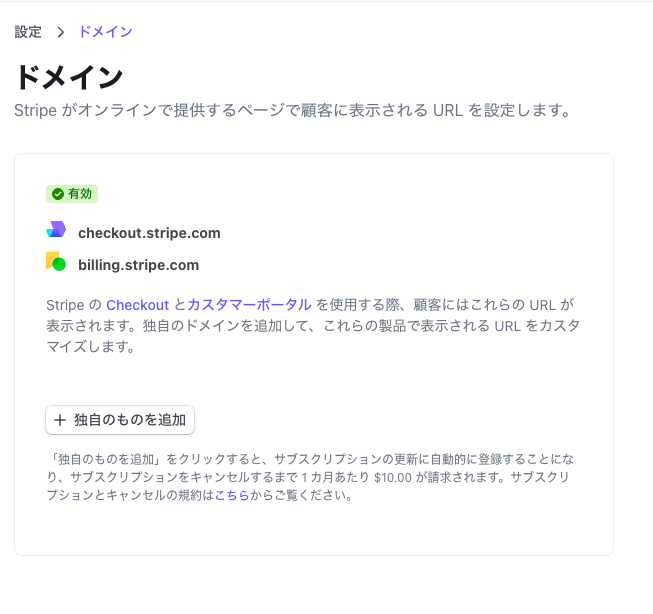 設定 > ドメイン
ドメイン
Stripe がオンラインで提供するページで顧客に表示される URL を設定します。
有効
checkout.stripe.com
billing.stripe.com
Stripe の Checkout とカスタマーポータル を使用する際、顧客にはこれらの URL が
表示されます。独自のドメインを追加して、これらの製品で表示される URL をカスタ
マイズします。
+ 独自のものを追加
「独自のものを追加」をクリックすると、サブスクリプションの更新に自動的に登録することにな
り、サブスクリプションをキャンセルするまで 1 カ月あたり $10.00 が請求されます。サブスクリ
プションとキャンセルの規約はこちらからご覧ください。